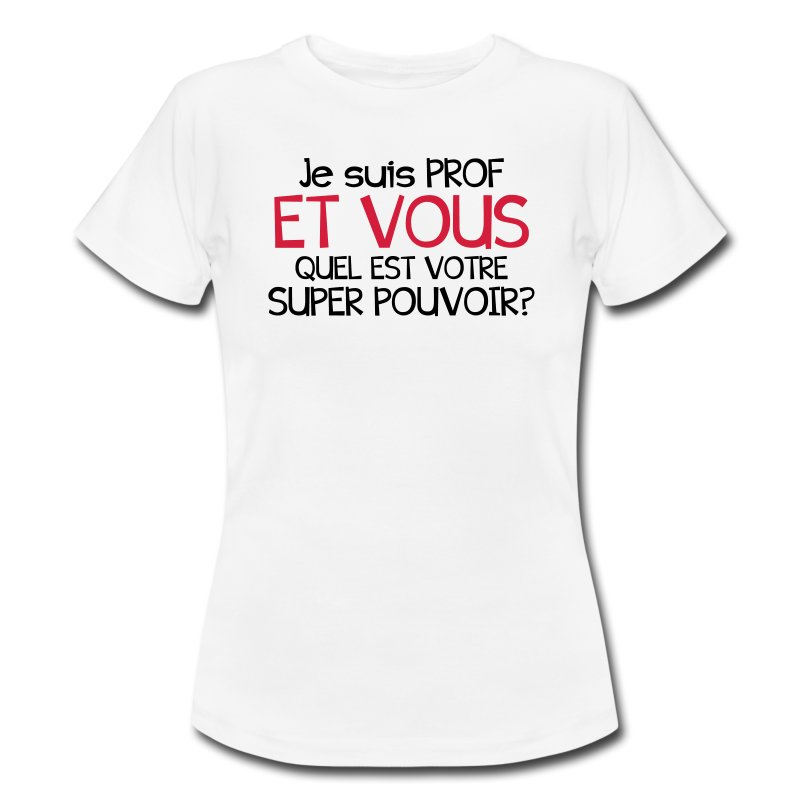 Je suis PROF
ET VOUS
QUEL EST VOTRE
SUPER POUVOIR?